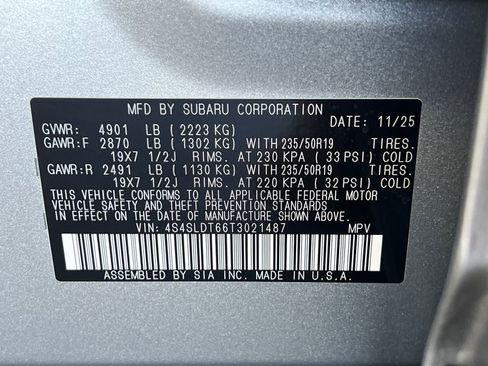 MFD BY SUBARU CORPORATION
DATE: 11/25
GVWR: 4901 LB (2223 KG)
GAWR:F 2870 LB (1302 KG) WITH 235/50R19 TIRES.
19X7 1/2J RIMS. AT 230 KPA (33 PSI) COLD
GAWR:R 2491 LB (1130 KG) WITH 235/50R19 TIRES.
19X7 1/2J RIMS. AT 220 KPA (32 PSI) COLD
THIS VEHICLE CONFORMS TO ALL APPLICABLE FEDERAL MOTOR
VEHICLE SAFETY AND THEFT PREVENTION STANDARDS
IN EFFECT ON THE DATE OF MANUFACTURE SHOWN ABOVE.
VIN: 4S4SLDT66T3021487 MPV
ASSEMBLED BY SIA INC. MADE IN U.S.A.